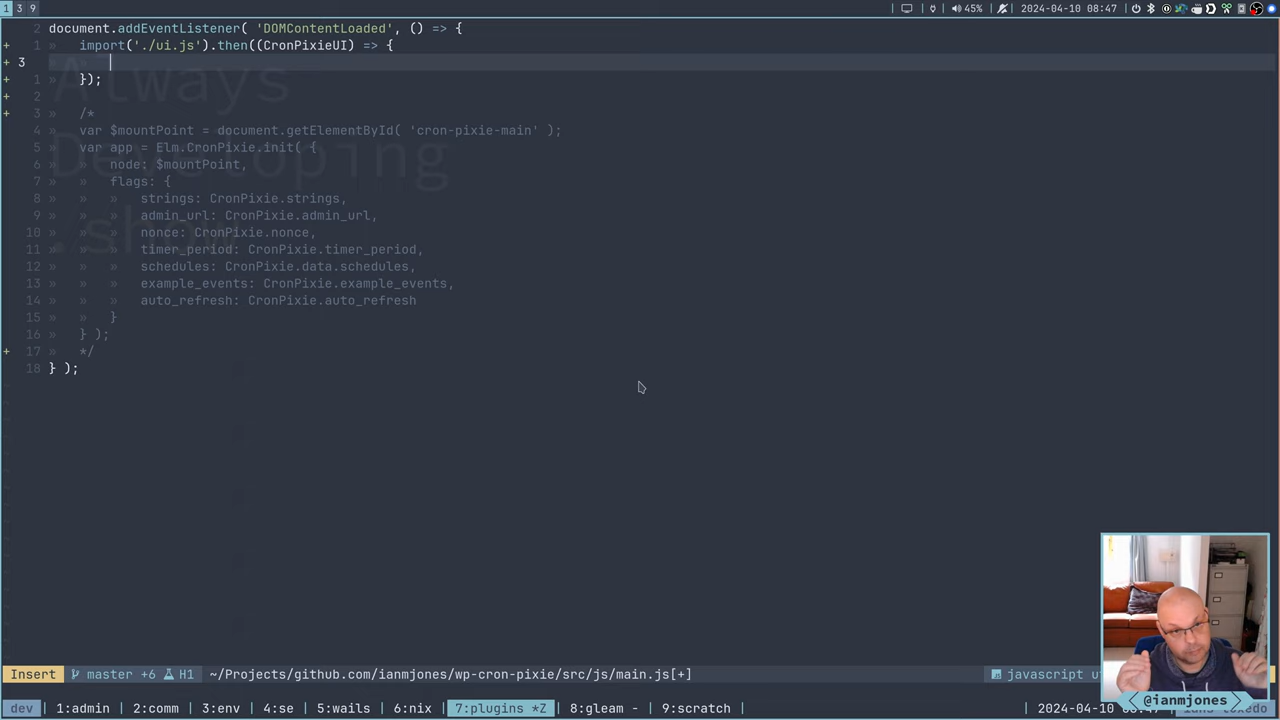 1 3 9
45%
2024-04-10 08:47
2 document.addEventListener( 'DOMContentLoaded', () => {
+ 1 » import('./ui.js').then((CronPixieUI) => {
+ 3
+ 1 » });
+ 2
+ 3 » /*
4 » var $mountPoint = document.getElementById( 'cron-pixie-main' );
5 » var app = Elm.CronPixie.init( {
6 » » node: $mountPoint,
7 » » flags: {
8 » » » strings: CronPixie.strings,
9 » » » admin_url: CronPixie.admin_url,
10 » » » nonce: CronPixie.nonce,
11 » » » timer_period: CronPixie.timer_period,
12 » » » schedules: CronPixie.data.schedules,
13 » » » example_events: CronPixie.example_events,
14 » » » auto_refresh: CronPixie.auto_refresh
15 » » }
16 » } );
+ 17 » */
18 } );
Always
Developing
.show
Insert master +6 H1 ~/Projects/github.com/ianmjones/wp-cron-pixie/src/js/main.js[+] javascript
@ianmjones
dev 1:admin 2:comm 3:env 4:se 5:wails 6:nix 7:plugins *Z 8:gleam - 9:scratch 2024-04-10